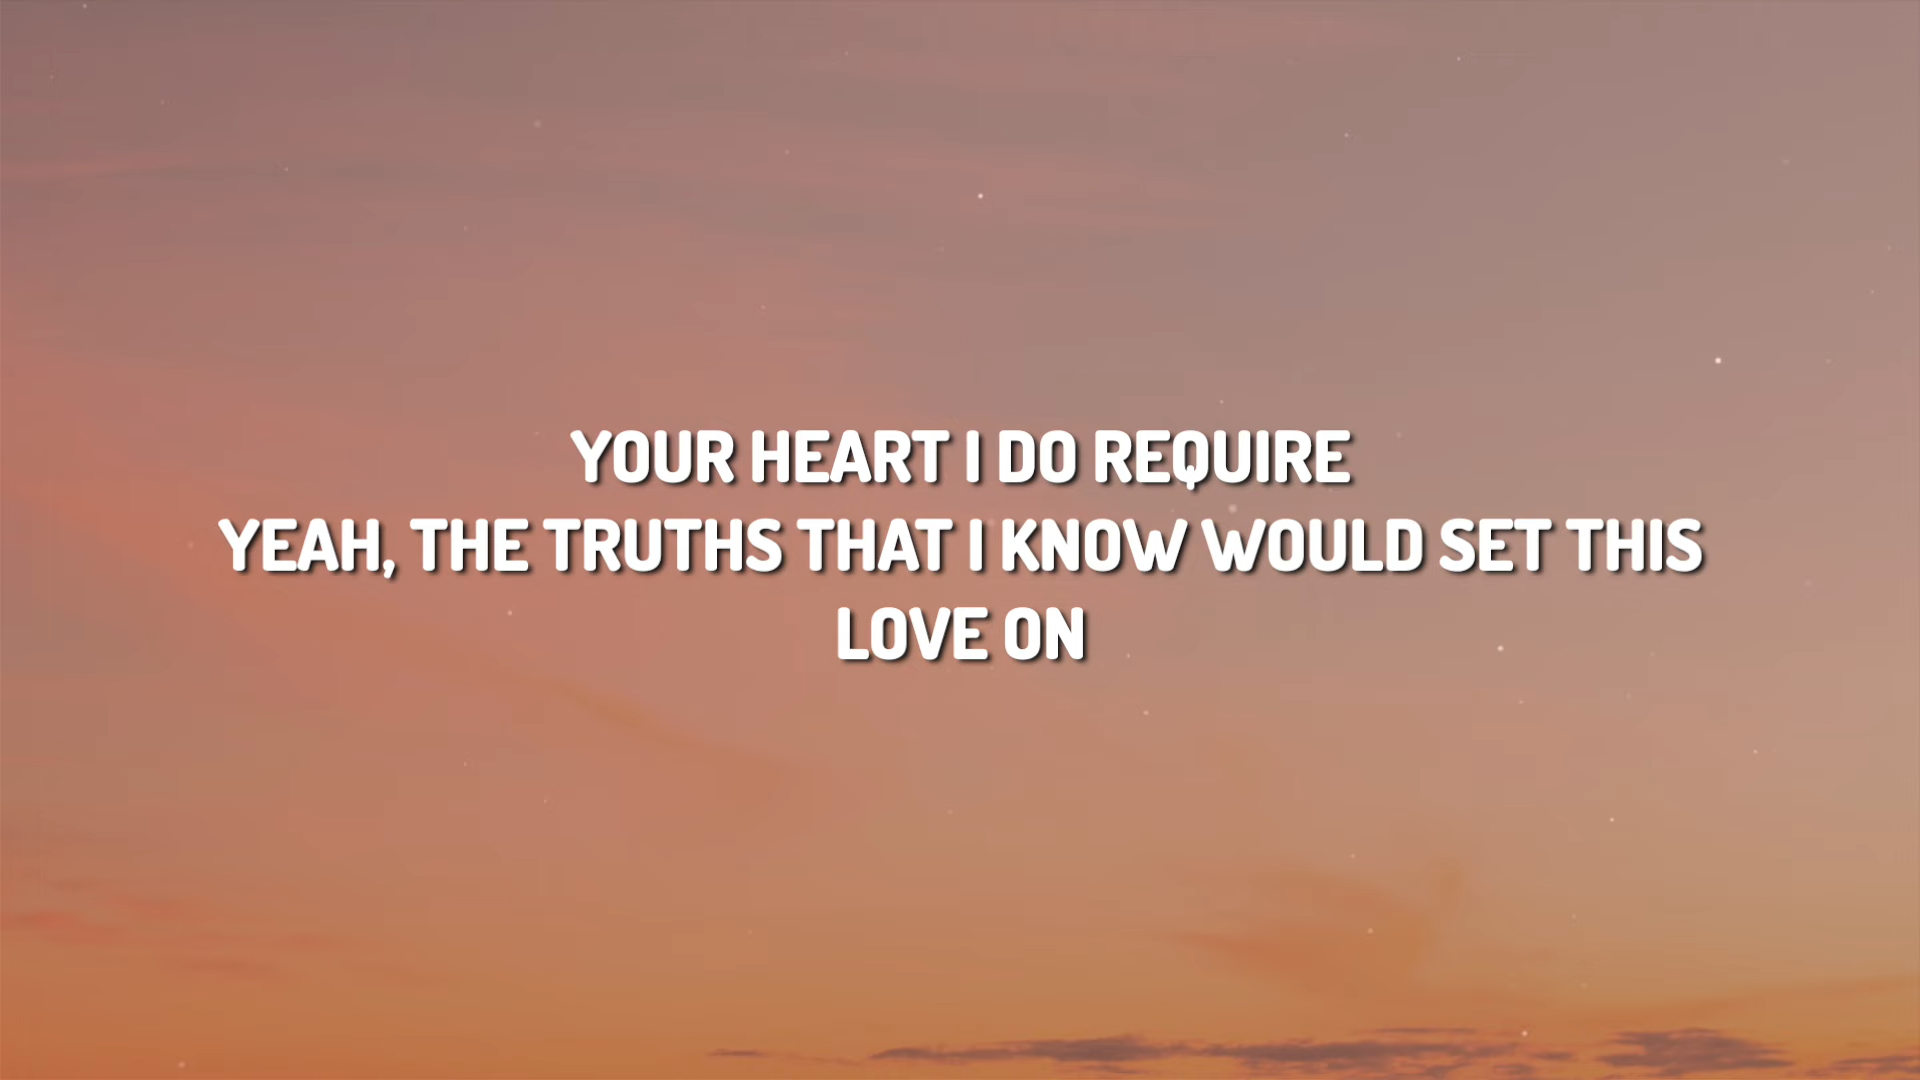 YOUR HEART I DO REQUIRE
YEAH, THE TRUTHS THAT I KNOW WOULD SET THIS
LOVE ON